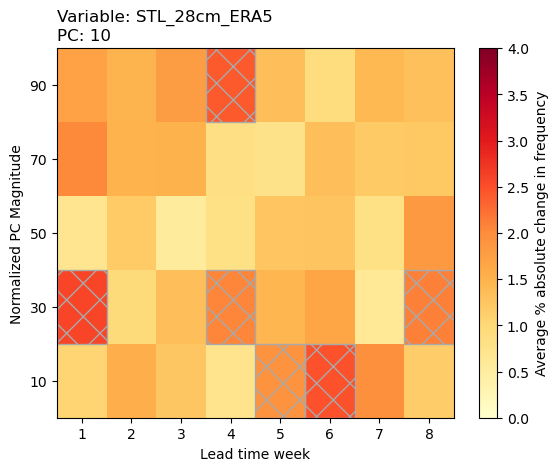 Variable: STL_28cm_ERA5
PC: 10
90
70
50
30
10
Normalized PC Magnitude
1 2 3 4 5 6 7 8
Lead time week
4.0
3.5
3.0
2.5
2.0
1.5
1.0
0.5
0.0
Average % absolute change in frequency